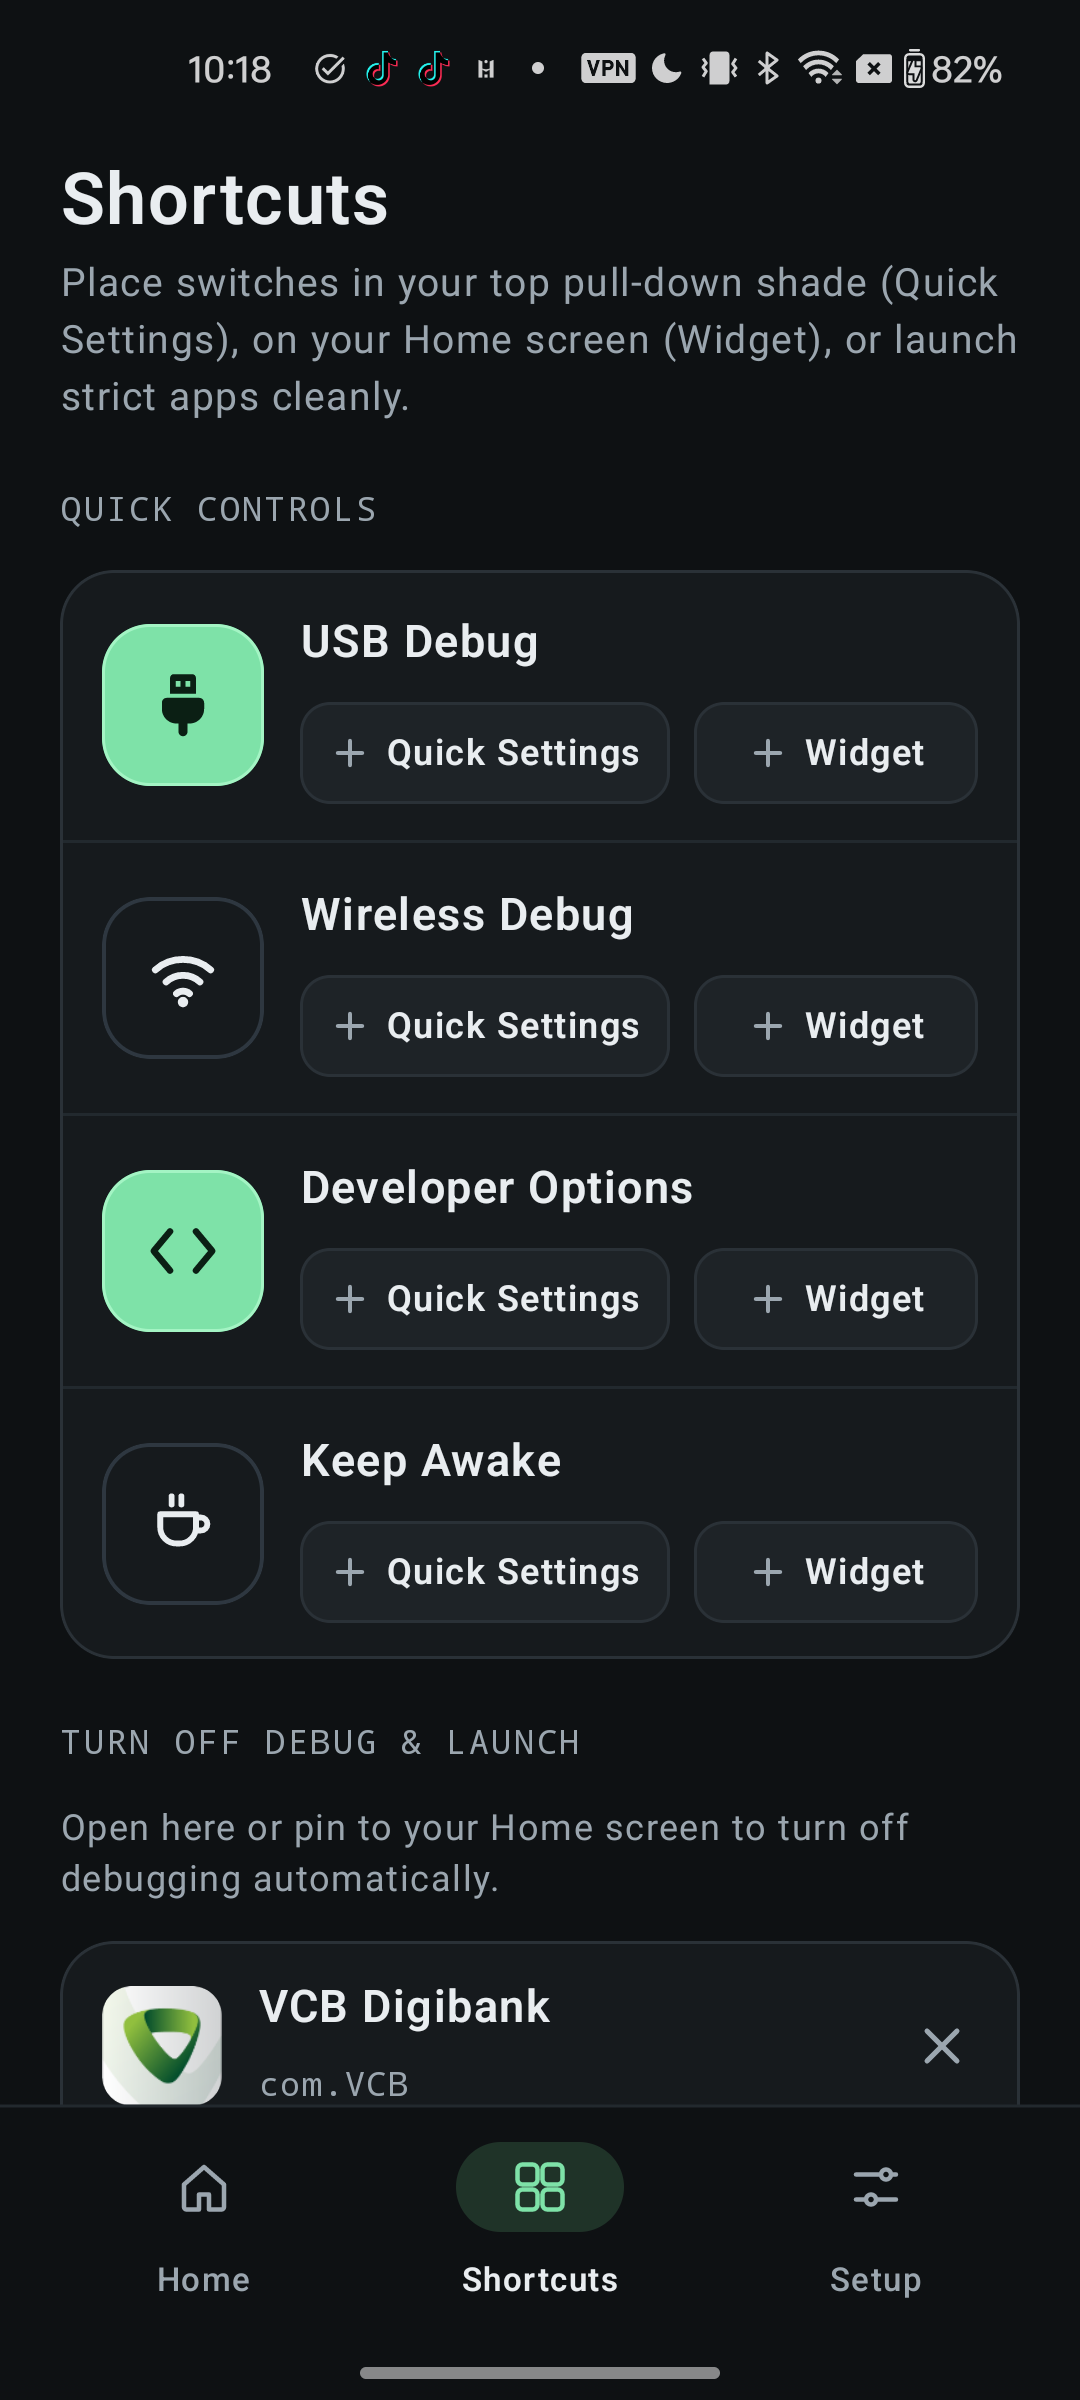 10:18
VPN
82%
Shortcuts
Place switches in your top pull-down shade (Quick
Settings), on your Home screen (Widget), or launch
strict apps cleanly.
QUICK CONTROLS
USB Debug
Quick Settings
Widget
Wireless Debug
Quick Settings
Widget
Developer Options
Quick Settings
Widget
Keep Awake
Quick Settings
Widget
TURN OFF DEBUG & LAUNCH
Open here or pin to your Home screen to turn off
debugging automatically.
VCB Digibank
com.VCB
Home
Shortcuts
Setup